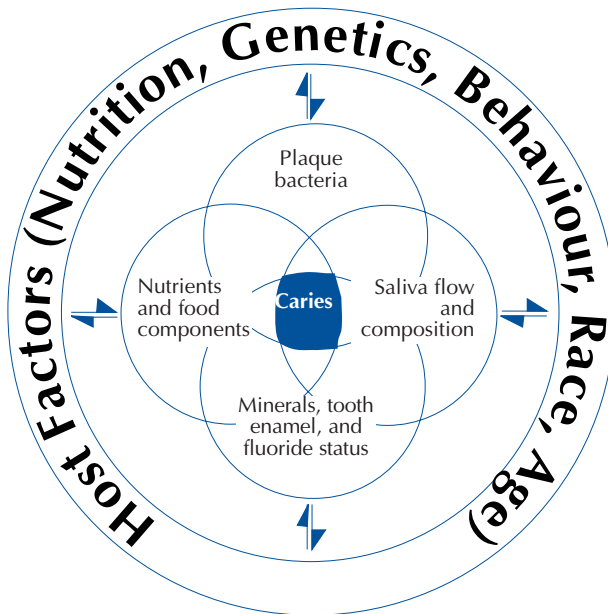 Host Factors (Nutrition, Genetics, Behaviour, Race, Age)
Plaque
bacteria
Nutrients
and food
components
Caries
Saliva flow
and
composition
Minerals, tooth
enamel, and
fluoride status